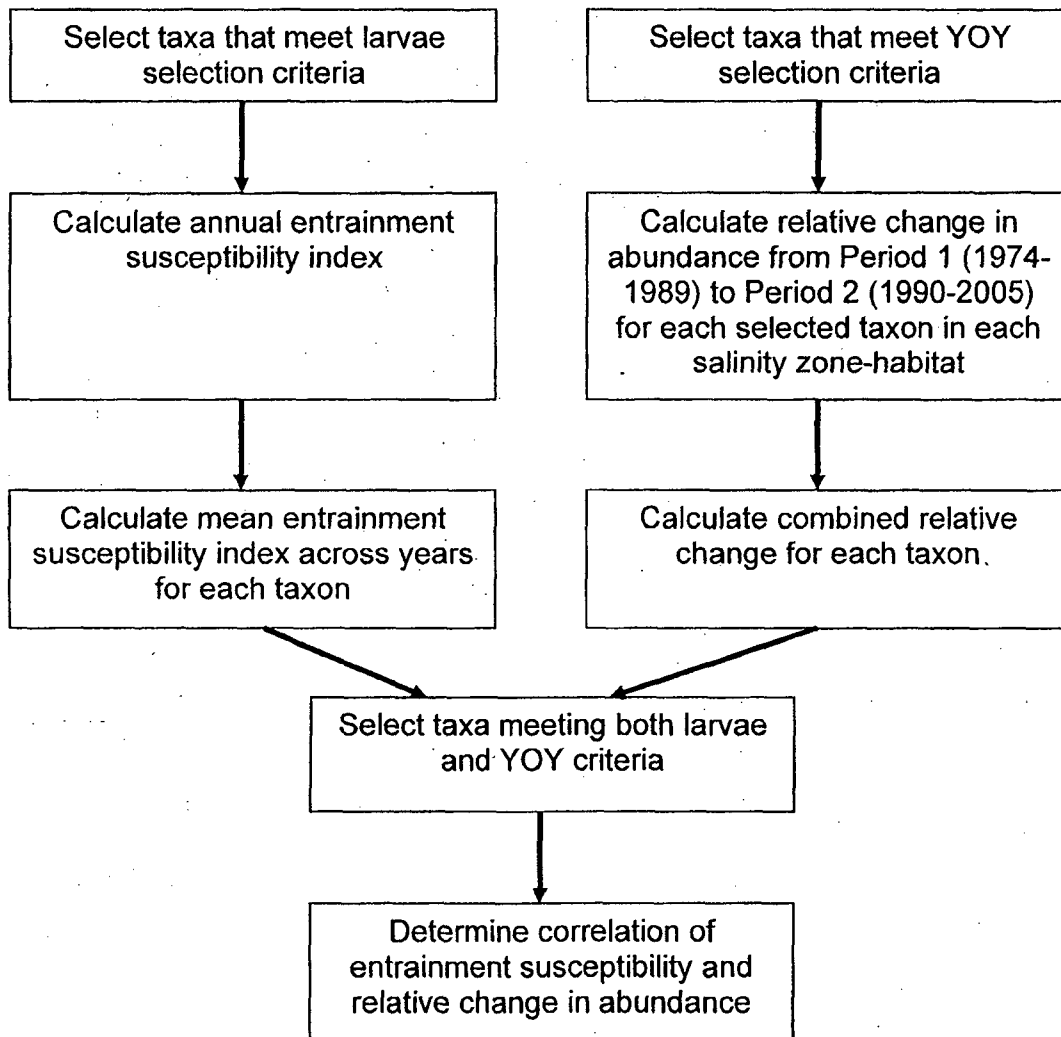 Select taxa that meet larvae
selection criteria
Select taxa that meet YOY
selection criteria
Calculate annual entrainment
susceptibility index
Calculate relative change in
abundance from Period 1 (1974-
1989) to Period 2 (1990-2005)
for each selected taxon in each
salinity zone-habitat
Calculate mean entrainment
susceptibility index across years
for each taxon
Calculate combined relative
change for each taxon.
Select taxa meeting both larvae
and YOY criteria
Determine correlation of
entrainment susceptibility and
relative change in abundance